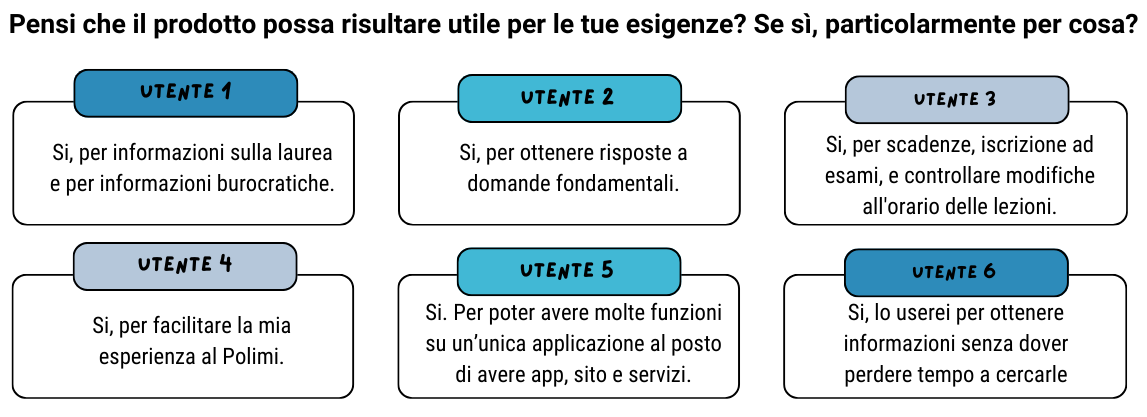 Pensi che il prodotto possa risultare utile per le tue esigenze? Se sì, particolarmente per cosa?
UTENTE 1
Si, per informazioni sulla laurea
e per informazioni burocratiche.
UTENTE 2
Si, per ottenere risposte a
domande fondamentali.
UTENTE 3
Si, per scadenze, iscrizione ad
esami, e controllare modifiche
all'orario delle lezioni.
UTENTE 4
Si, per facilitare la mia
esperienza al Polimi.
UTENTE 5
Si. Per poter avere molte funzioni
su un'unica applicazione al posto
di avere app, sito e servizi.
UTENTE 6
Si, lo userei per ottenere
informazioni senza dover
perdere tempo a cercarle